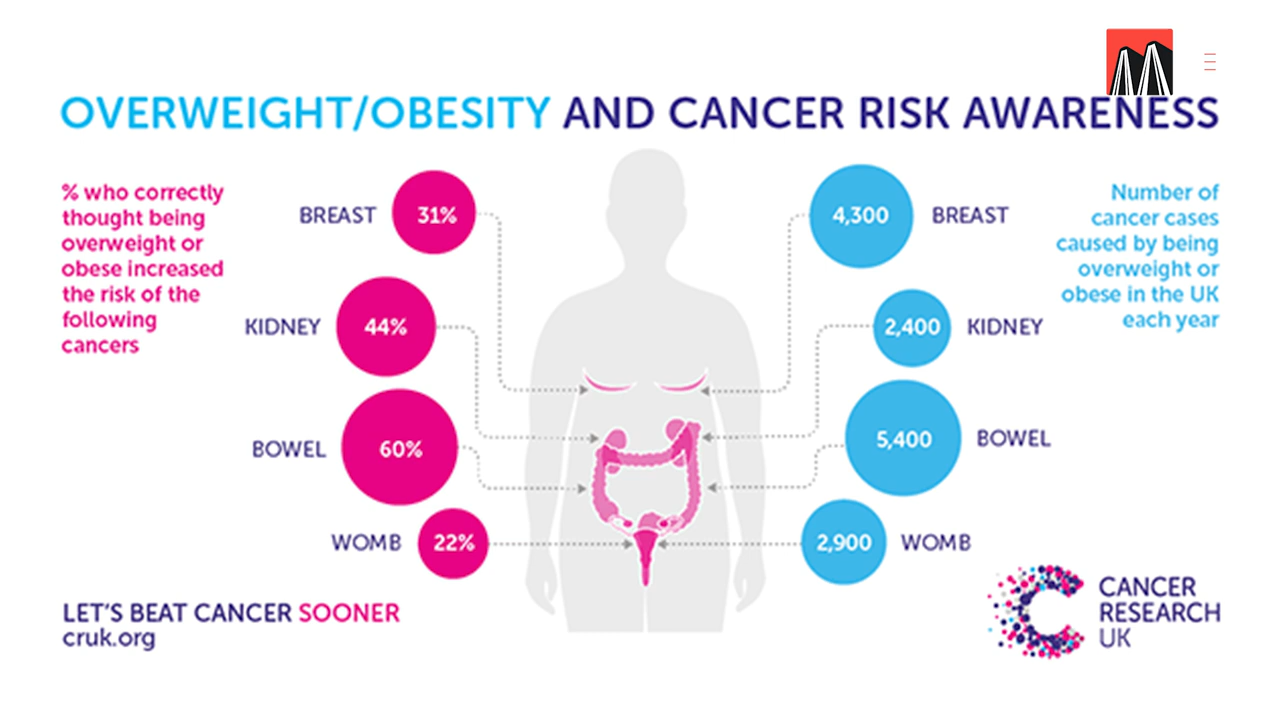 OVERWEIGHT/OBESITY AND CANCER RISK AWARENESS
% who correctly
thought being
overweight or
obese increased
the risk of the
following
cancers
BREAST 31%
KIDNEY 44%
BOWEL 60%
WOMB 22%
4,300 BREAST
2,400 KIDNEY
5,400 BOWEL
2,900 WOMB
Number of
cancer cases
caused by being
overweight or
obese in the UK
each year
LET'S BEAT CANCER SOONER
cruk.org
CANCER
RESEARCH
UK